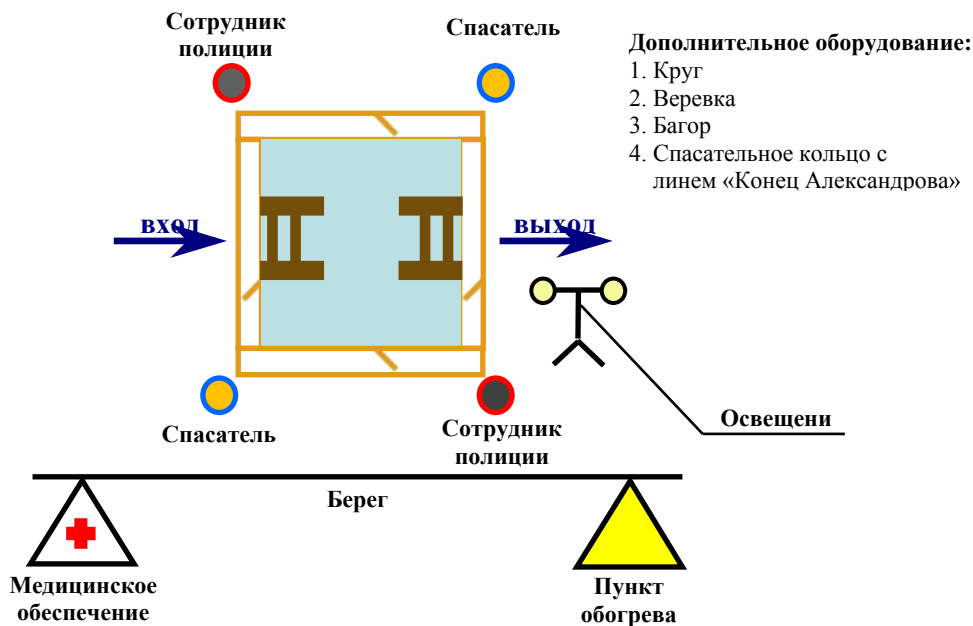 Сотрудник
полиции
Спасатель
Дополнительное оборудование:
1. Круг
2. Веревка
3. Багор
4. Спасательное кольцо с
линем «Конец Александрова»
вход
выход
Освещени
Спасатель
Сотрудник
полиции
Берег
Медицинское
обеспечение
Пункт
обогрева